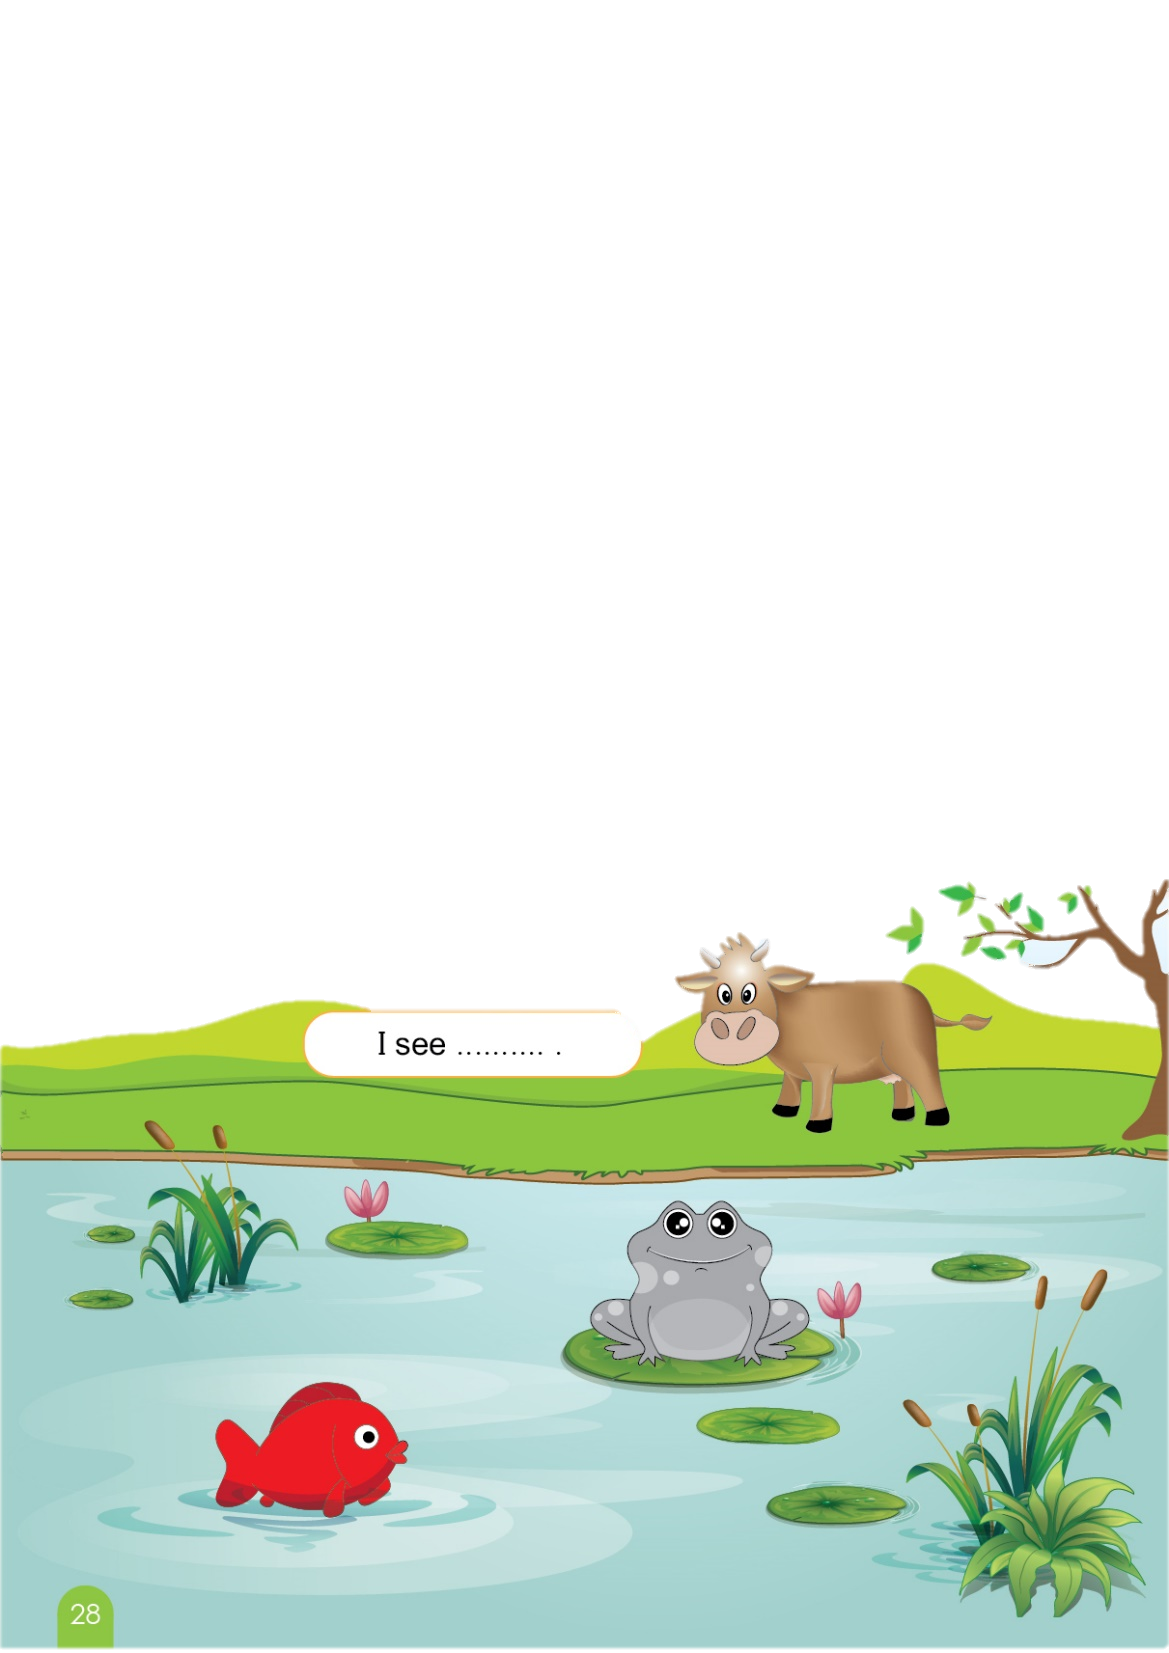 I see .......... .
28